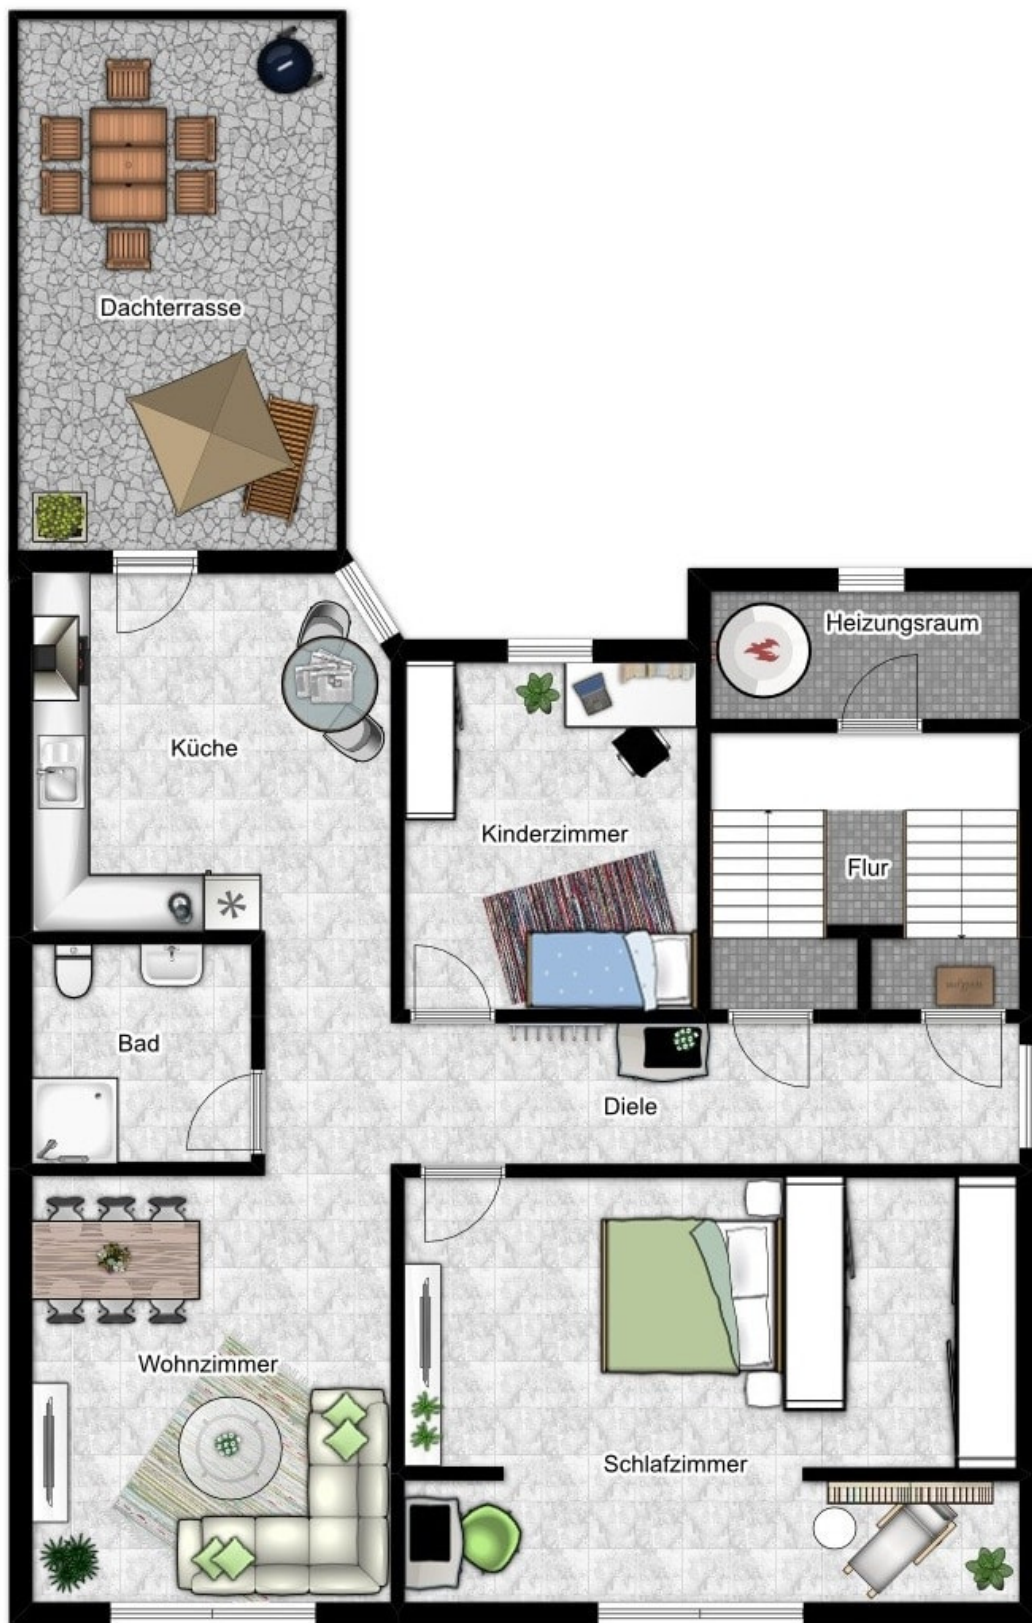 Dachterrasse
Heizungsraum
Küche
Kinderzimmer
Flur
Bad
Diele
Wohnzimmer
Schlafzimmer